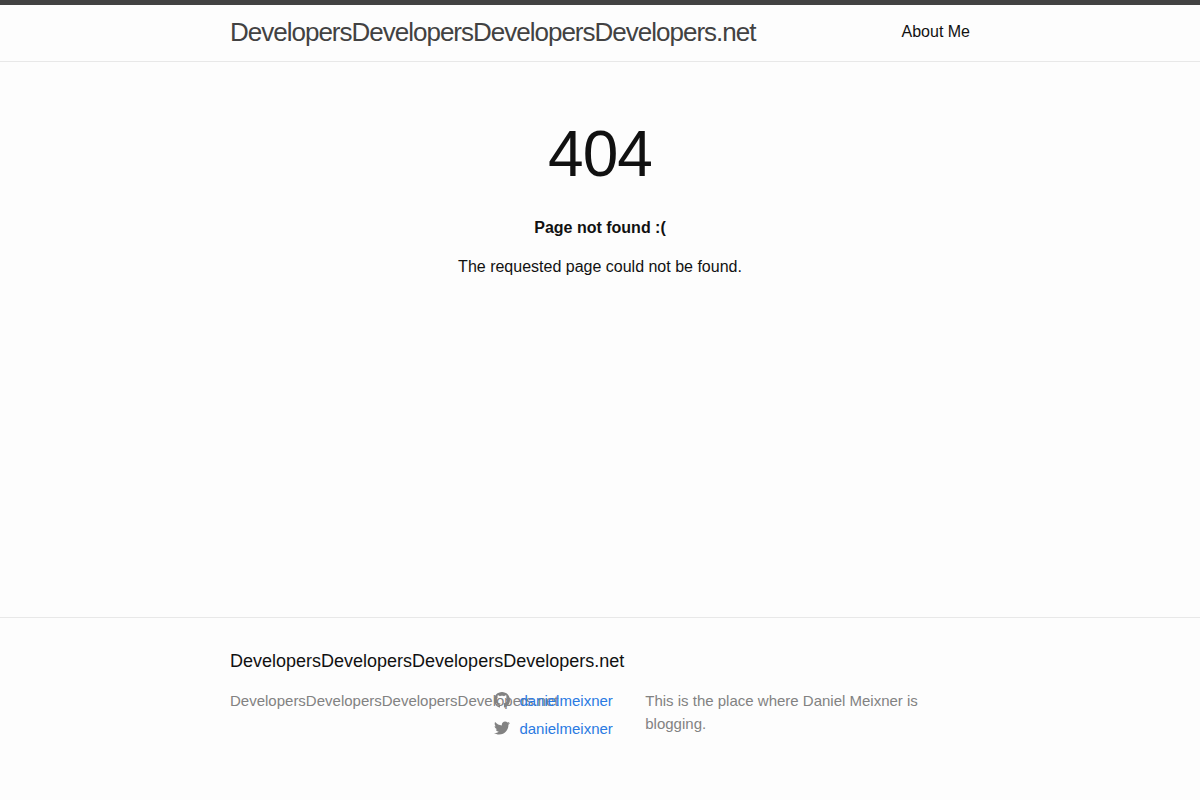 DevelopersDevelopersDevelopersDevelopers.net
About Me
404
Page not found :(
The requested page could not be found.
DevelopersDevelopersDevelopersDevelopers.net
DevelopersDevelopersDevelopersDevelopers.net
danielmeixner
danielmeixner
This is the place where Daniel Meixner is
blogging.